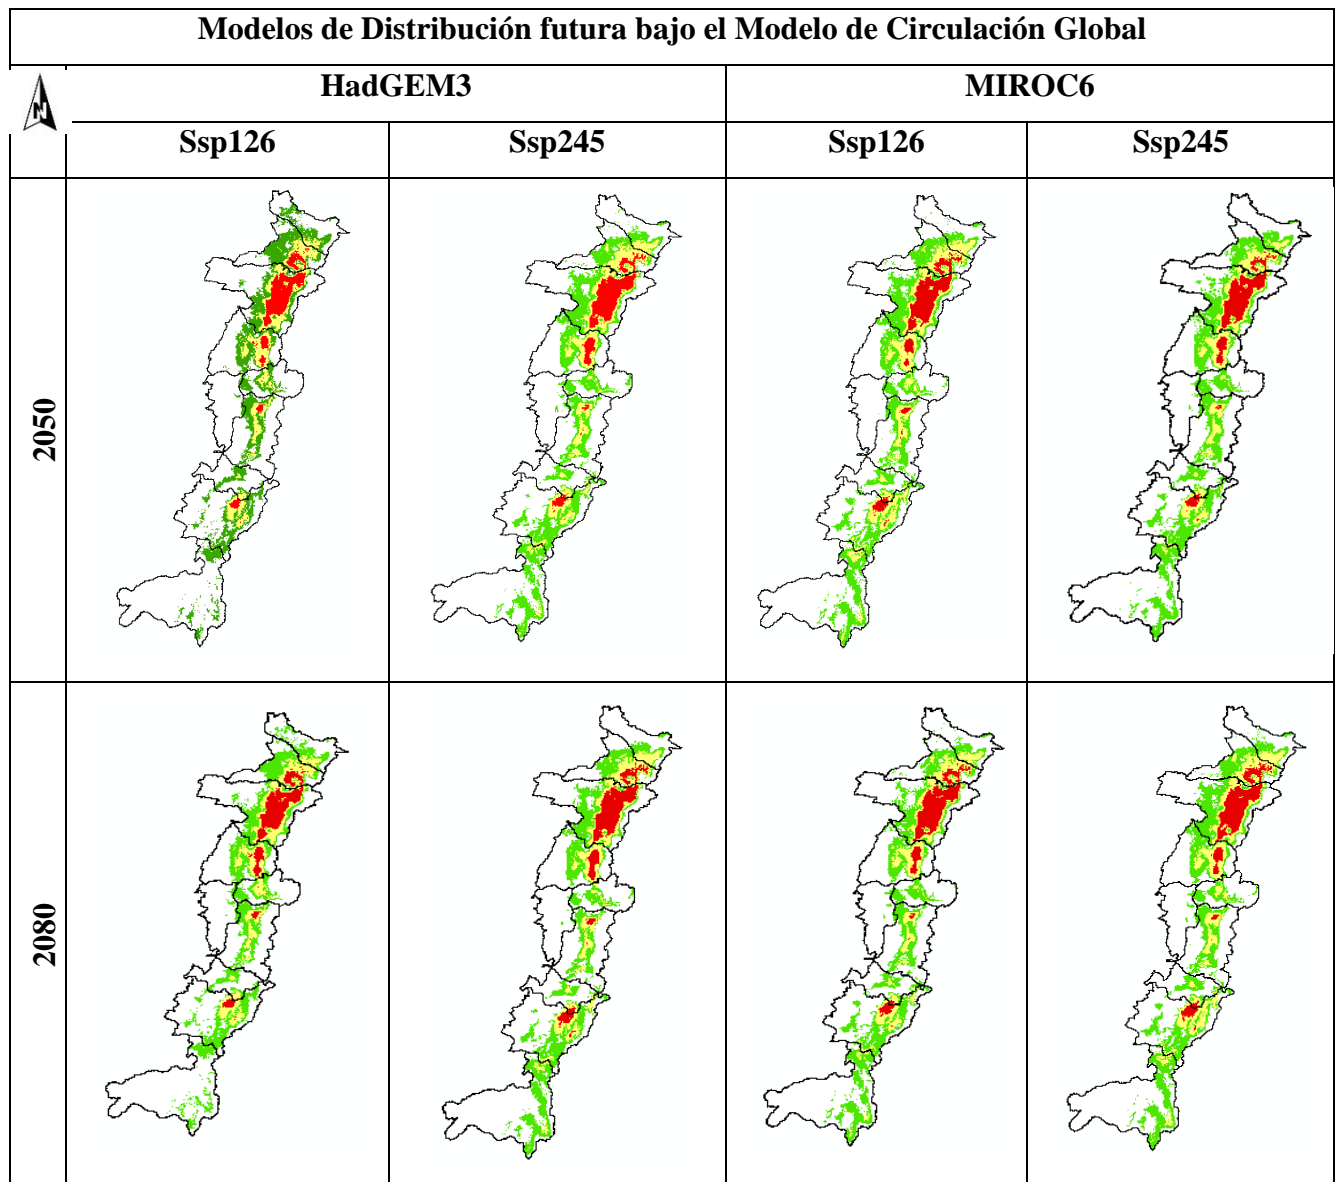 Modelos de Distribución futura bajo el Modelo de Circulación Global
N
HadGEM3
MIROC6
Ssp126
Ssp245
Ssp126
Ssp245
2050
2080